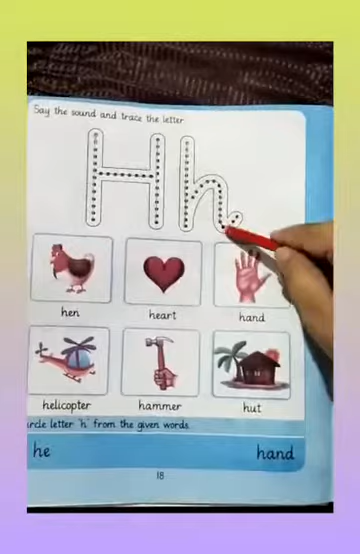 Say the sound and trace the letter
Hh
hen heart hand
helicopter hammer hut
ircle letter 'h' from the given words.
he hand
18